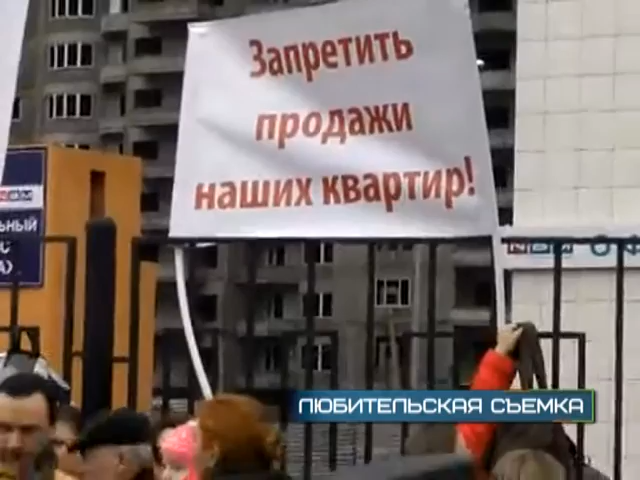 Запретить
продажи
наших квартир!
ЛЮБИТЕЛЬСКАЯ СЪЕМКА